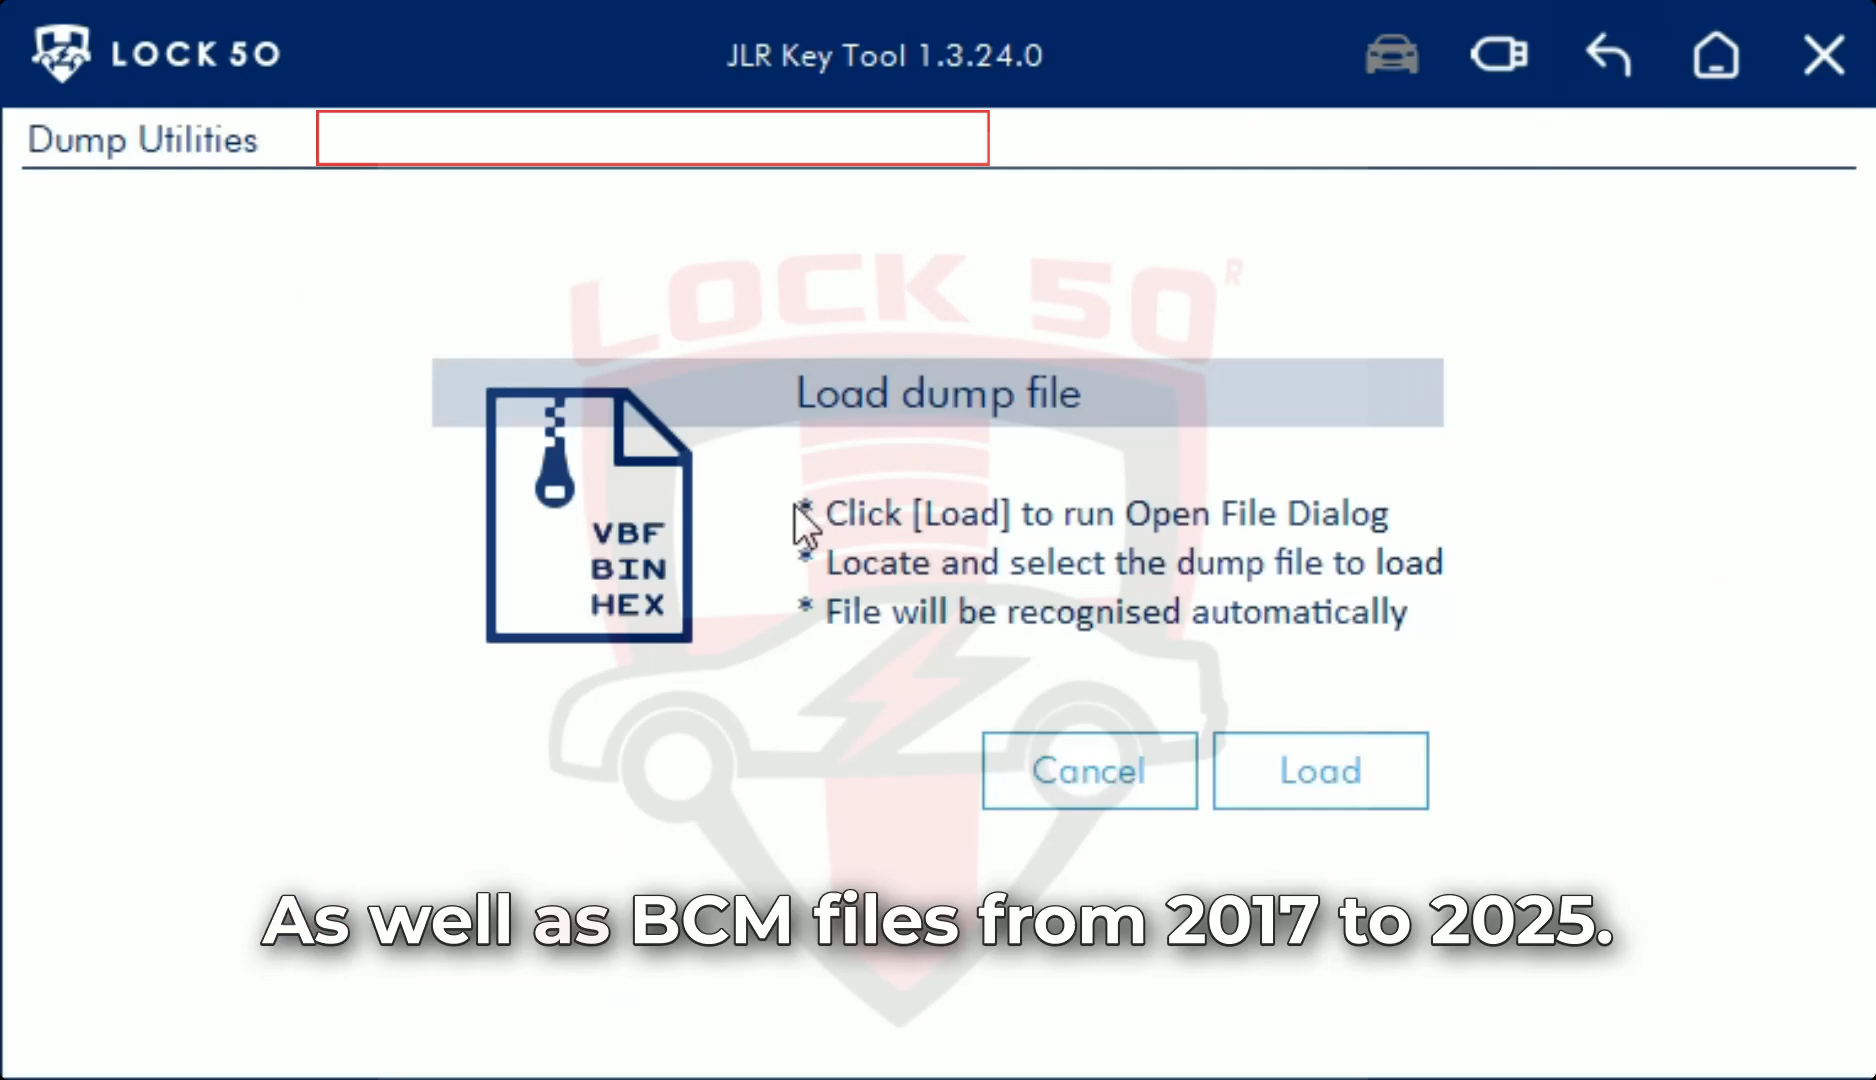 LOCK 50
JLR Key Tool 1.3.24.0
Dump Utilities
LOCK 50 R
Load dump file
VBF
BIN
HEX
* Click [Load] to run Open File Dialog
* Locate and select the dump file to load
* File will be recognised automatically
Cancel
Load
As well as BCM files from 2017 to 2025.